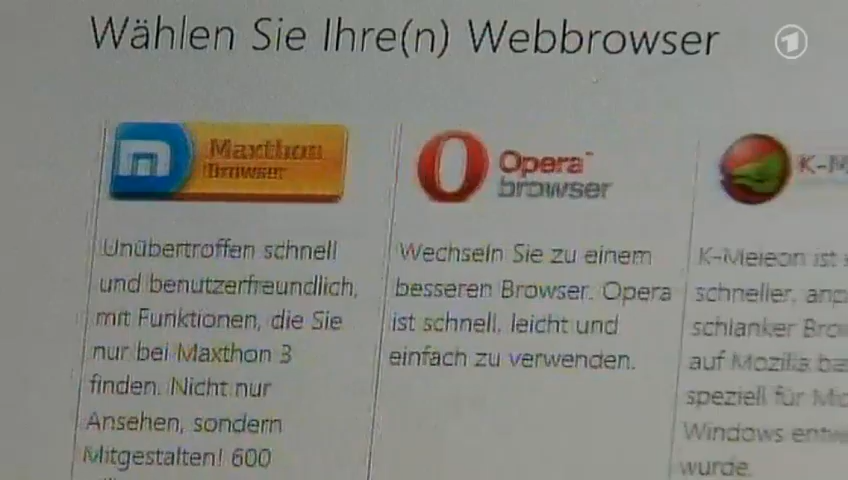 Wählen Sie Ihre(n) Webbrowser
1
Maxthon
Browser
Unübertroffen schnell
und benutzerfreundlich,
mit Funktionen, die Sie
nur bei Maxthon 3
finden. Nicht nur
Ansehen, sondern
Mitgestalten! 600
Opera
browser
Wechseln Sie zu einem
besseren Browser. Opera
ist schnell, leicht und
einfach zu verwenden.
K-Meleon ist
schneller,
schlanker
auf Mozilla
speziell für
Windows
wurde.